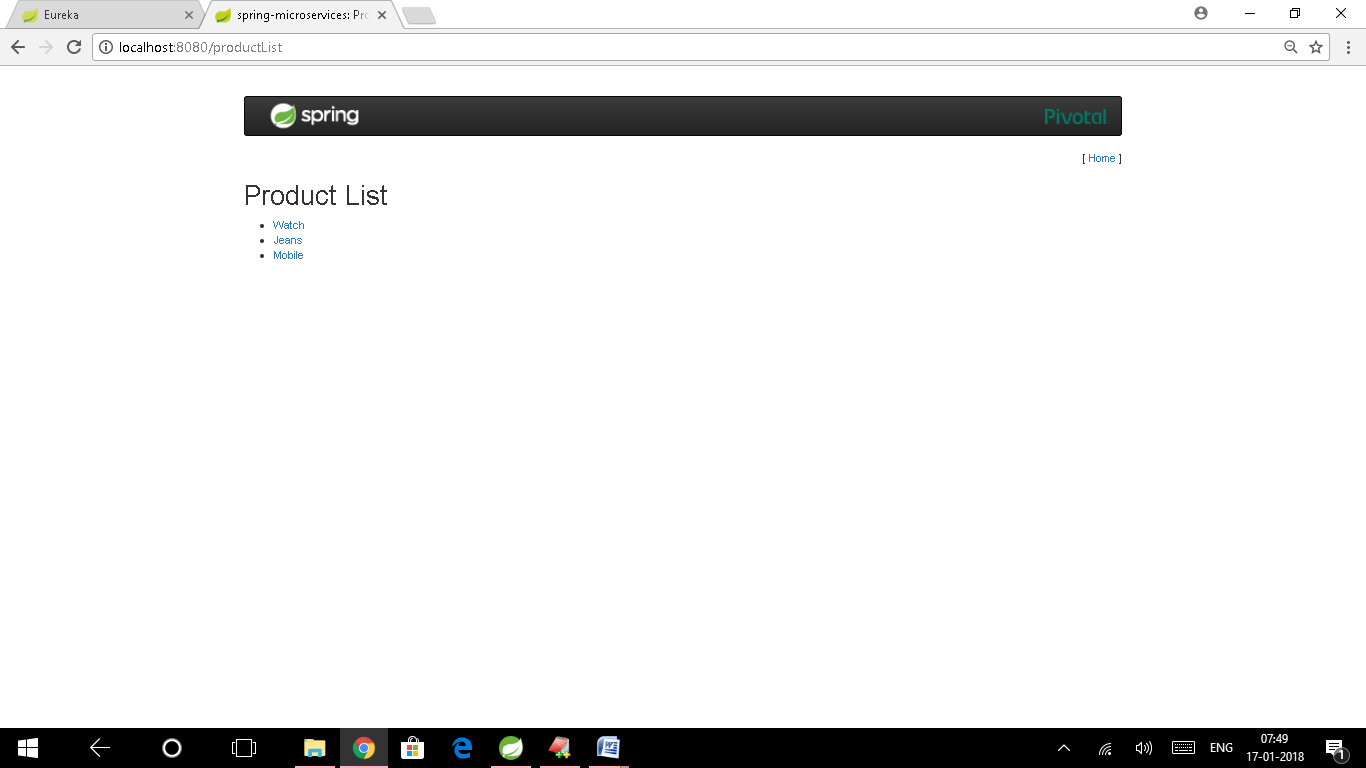 Eureka
spring-microservices: Pro
localhost:8080/productList
spring
Pivotal
[ Home ]
Product List
Watch
Jeans
Mobile
ENG
07:49
17-01-2018
1